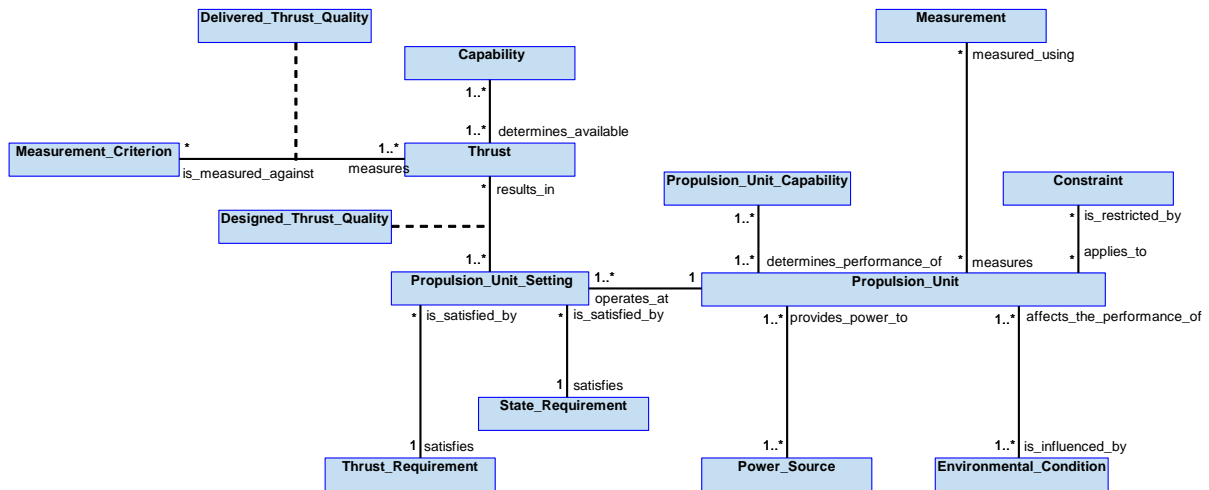 Delivered_Thrust_Quality
Measurement
Capability
* measured_using
1..*
1..* determines_available
Measurement_Criterion
* 1..*
Thrust
is_measured_against measures
* results_in
Propulsion_Unit_Capability
Constraint
Designed_Thrust_Quality
1..*
is_restricted_by
*
1..*
1..* determines_performance_of
* measures
* applies_to
Propulsion_Unit_Setting
1..* 1
operates_at
Propulsion_Unit
* is_satisfied_by
* is_satisfied_by
1..* provides_power_to
1..* affects_the_performance_of
1 satisfies
State_Requirement
1 satisfies
1..*
1..* is_influenced_by
Thrust_Requirement
Power_Source
Environmental_Condition